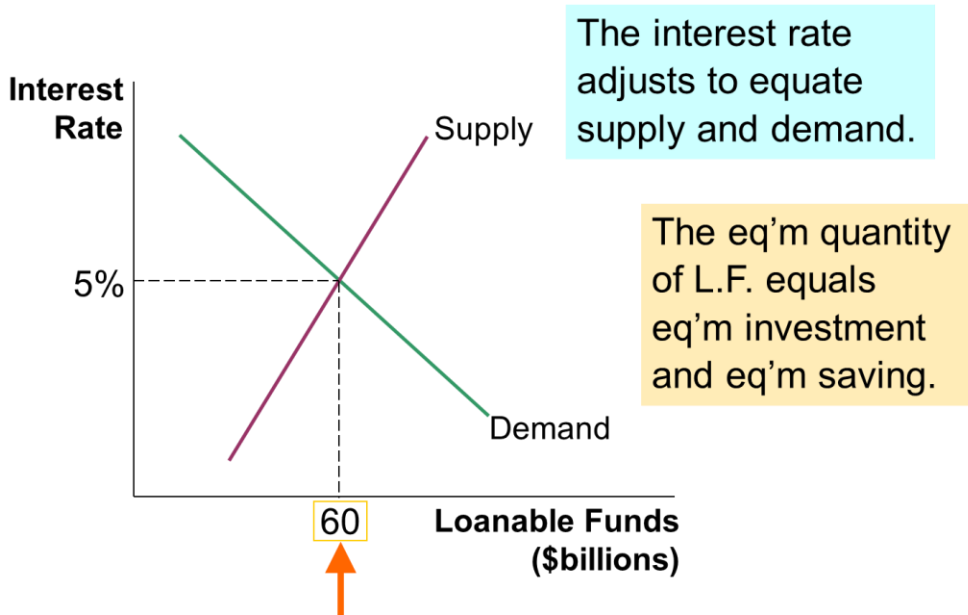 The interest rate
adjusts to equate
supply and demand.
Interest
Rate
Supply
The eq’m quantity
of L.F. equals
eq’m investment
and eq’m saving.
5%
Demand
60
Loanable Funds
($billions)